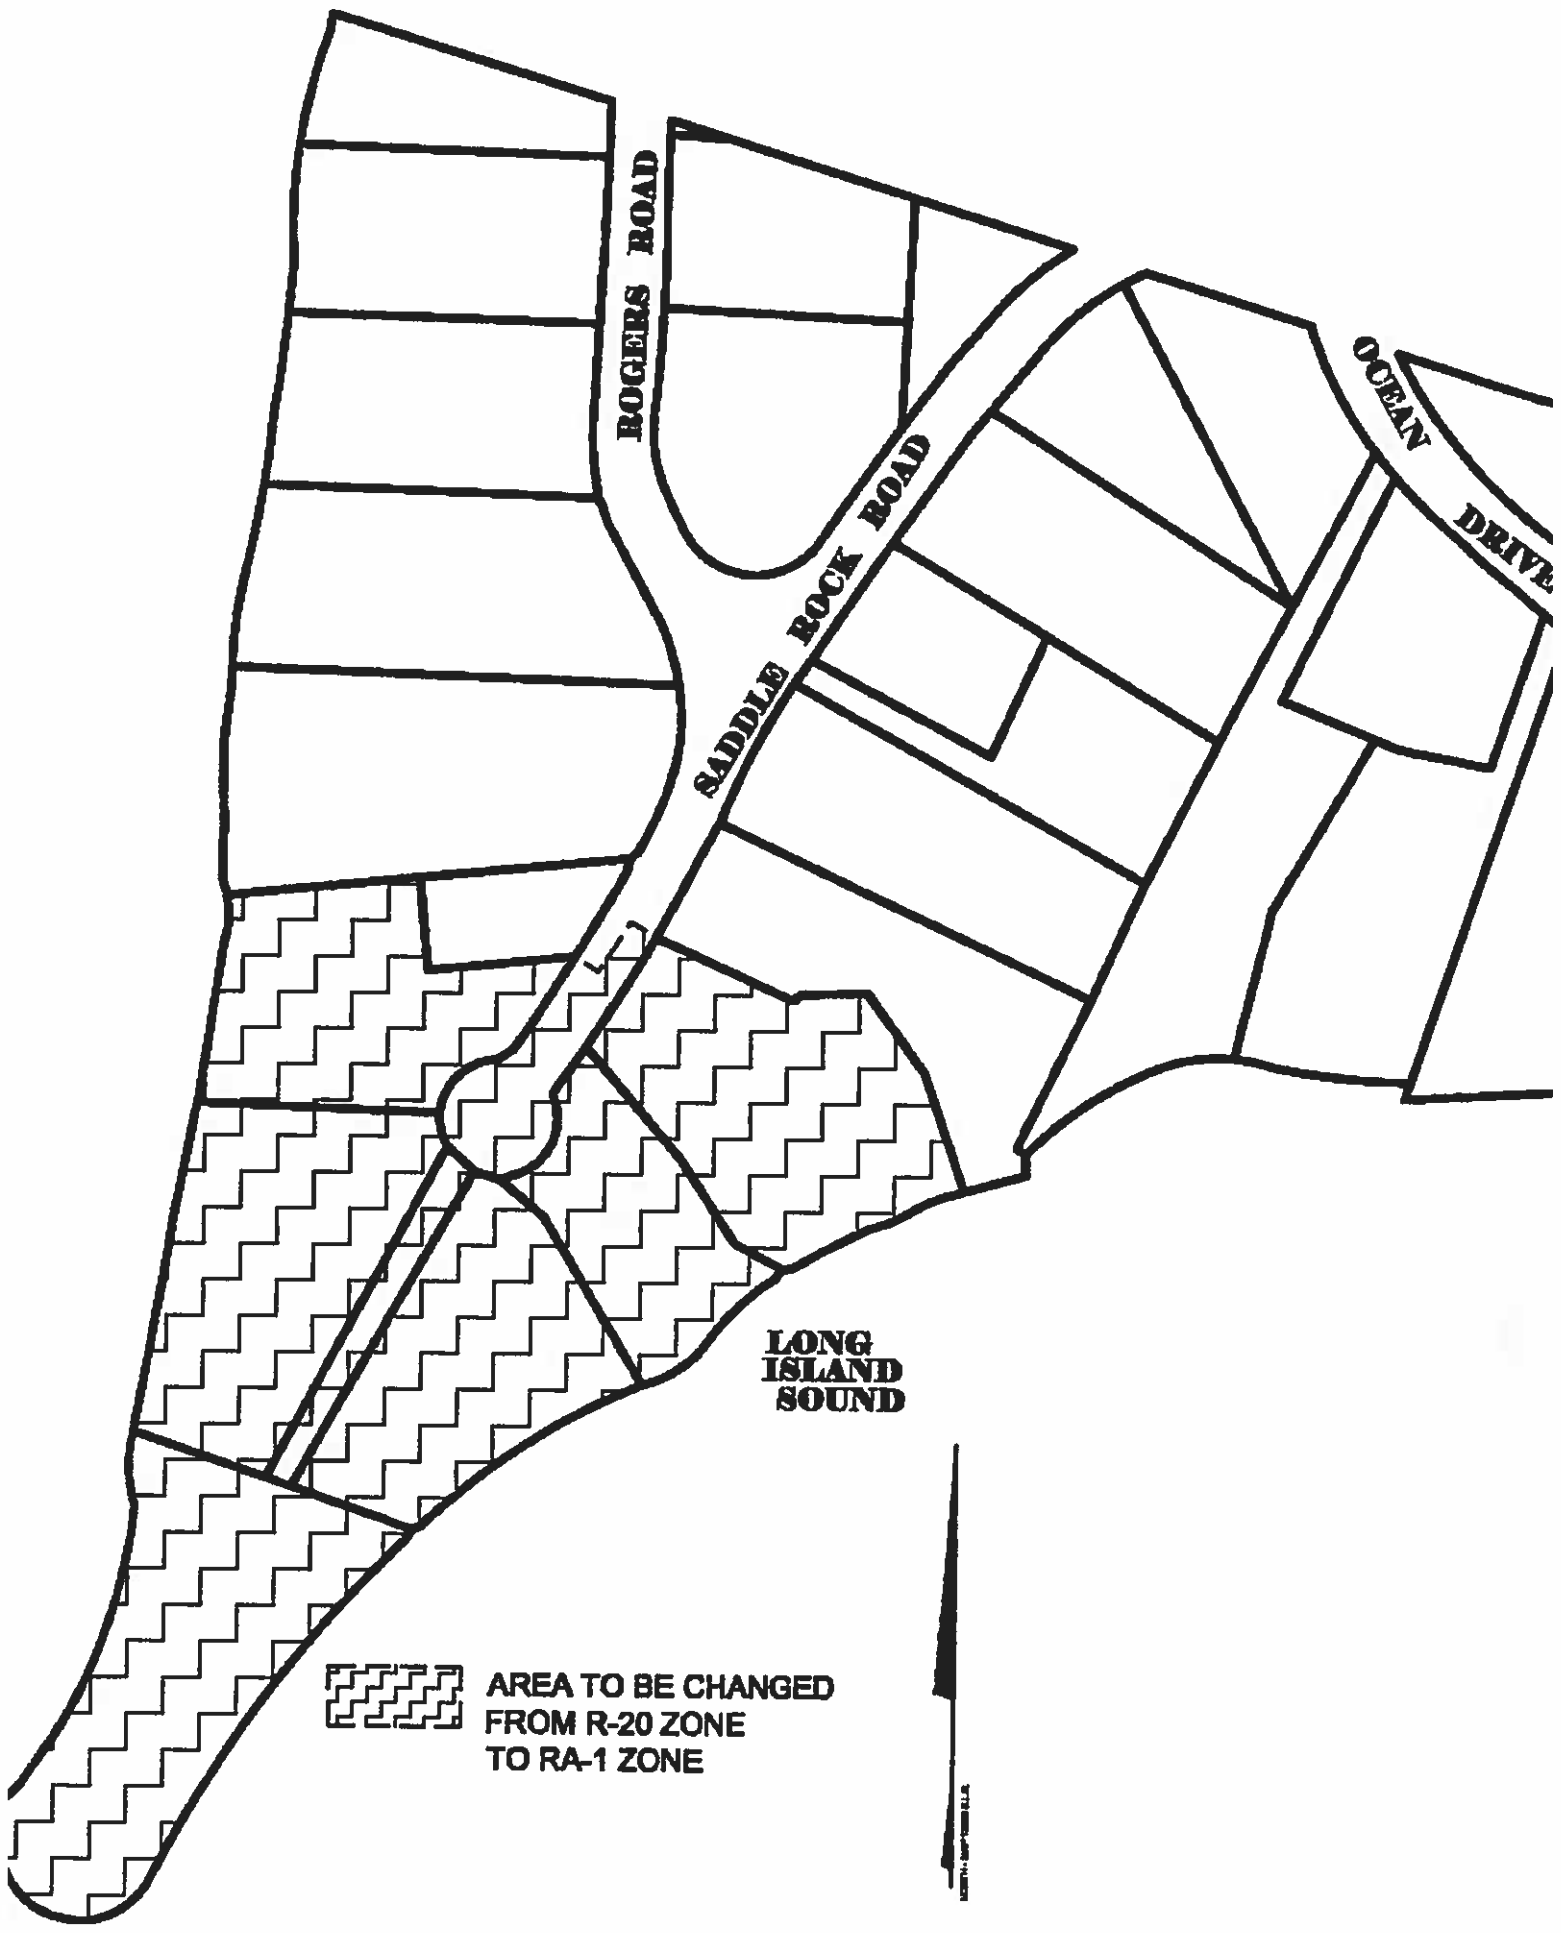 ROGERS ROAD
OCEAN
DRIVE
SADDLE ROCK ROAD
LONG
ISLAND
SOUND
AREA TO BE CHANGED
FROM R-20 ZONE
TO RA-1 ZONE